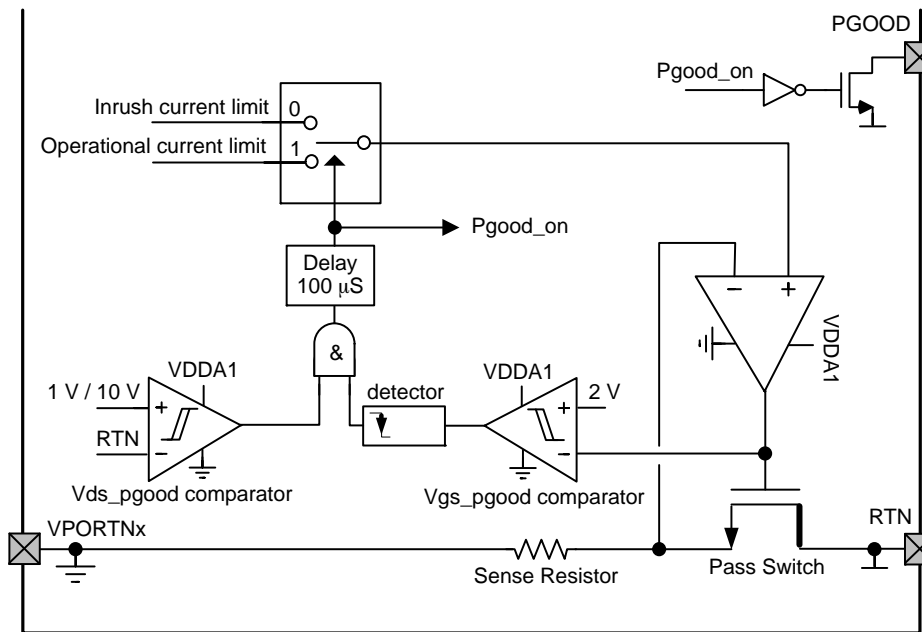 PGOOD
Pgood_on
Inrush current limit 0
Operational current limit 1
Pgood_on
Delay
100 μS
− +
VDDA1
&
1 V / 10 V
+
VDDA1
RTN
−
Vds_pgood comparator
detector
VDDA1
+
2 V
−
Vgs_pgood comparator
VPORTNx
Sense Resistor
Pass Switch
RTN